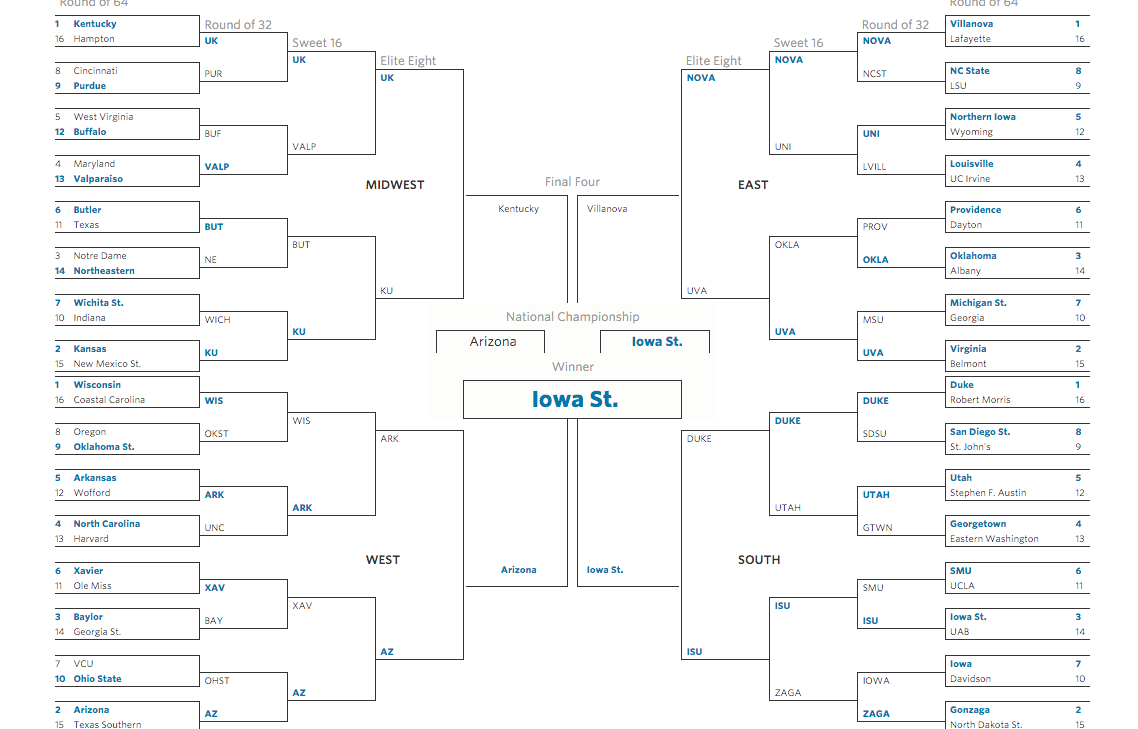 Round of 64
Round of 64
1 Kentucky
16 Hampton
Round of 32
UK
Sweet 16
UK
Elite Eight
UK
8 Cincinnati
9 Purdue
PUR
5 West Virginia
12 Buffalo
BUF
VALP
4 Maryland
13 Valparaiso
VALP
MIDWEST
6 Butler
11 Texas
BUT
BUT
3 Notre Dame
14 Northeastern
NE
KU
7 Wichita St.
10 Indiana
WICH
KU
2 Kansas
15 New Mexico St.
KU
Final Four
Kentucky
Villanova
Villanova 1
Lafayette 16
Round of 32
NOVA
Sweet 16
NOVA
Elite Eight
NOVA
NC State 8
LSU 9
NCST
Northern Iowa 5
Wyoming 12
UNI
UNI
Louisville 4
UC Irvine 13
LVILL
EAST
Providence 6
Dayton 11
PROV
OKLA
Oklahoma 3
Albany 14
OKLA
UVA
Michigan St. 7
Georgia 10
MSU
UVA
Virginia 2
Belmont 15
UVA
National Championship
Arizona
Iowa St.
Winner
Iowa St.
1 Wisconsin
16 Coastal Carolina
WIS
WIS
ARK
8 Oregon
9 Oklahoma St.
OKST
5 Arkansas
12 Wofford
ARK
ARK
4 North Carolina
13 Harvard
UNC
WEST
6 Xavier
11 Ole Miss
XAV
XAV
3 Baylor
14 Georgia St.
BAY
AZ
7 VCU
10 Ohio State
OHST
AZ
2 Arizona
15 Texas Southern
AZ
Arizona
Iowa St.
Duke 1
Robert Morris 16
DUKE
DUKE
DUKE
San Diego St. 8
St. John's 9
SDSU
Utah 5
Stephen F. Austin 12
UTAH
UTAH
Georgetown 4
Eastern Washington 13
GTWN
SOUTH
SMU 6
UCLA 11
SMU
ISU
Iowa St. 3
UAB 14
ISU
ISU
Iowa 7
Davidson 10
IOWA
ZAGA
Gonzaga 2
North Dakota St. 15
ZAGA